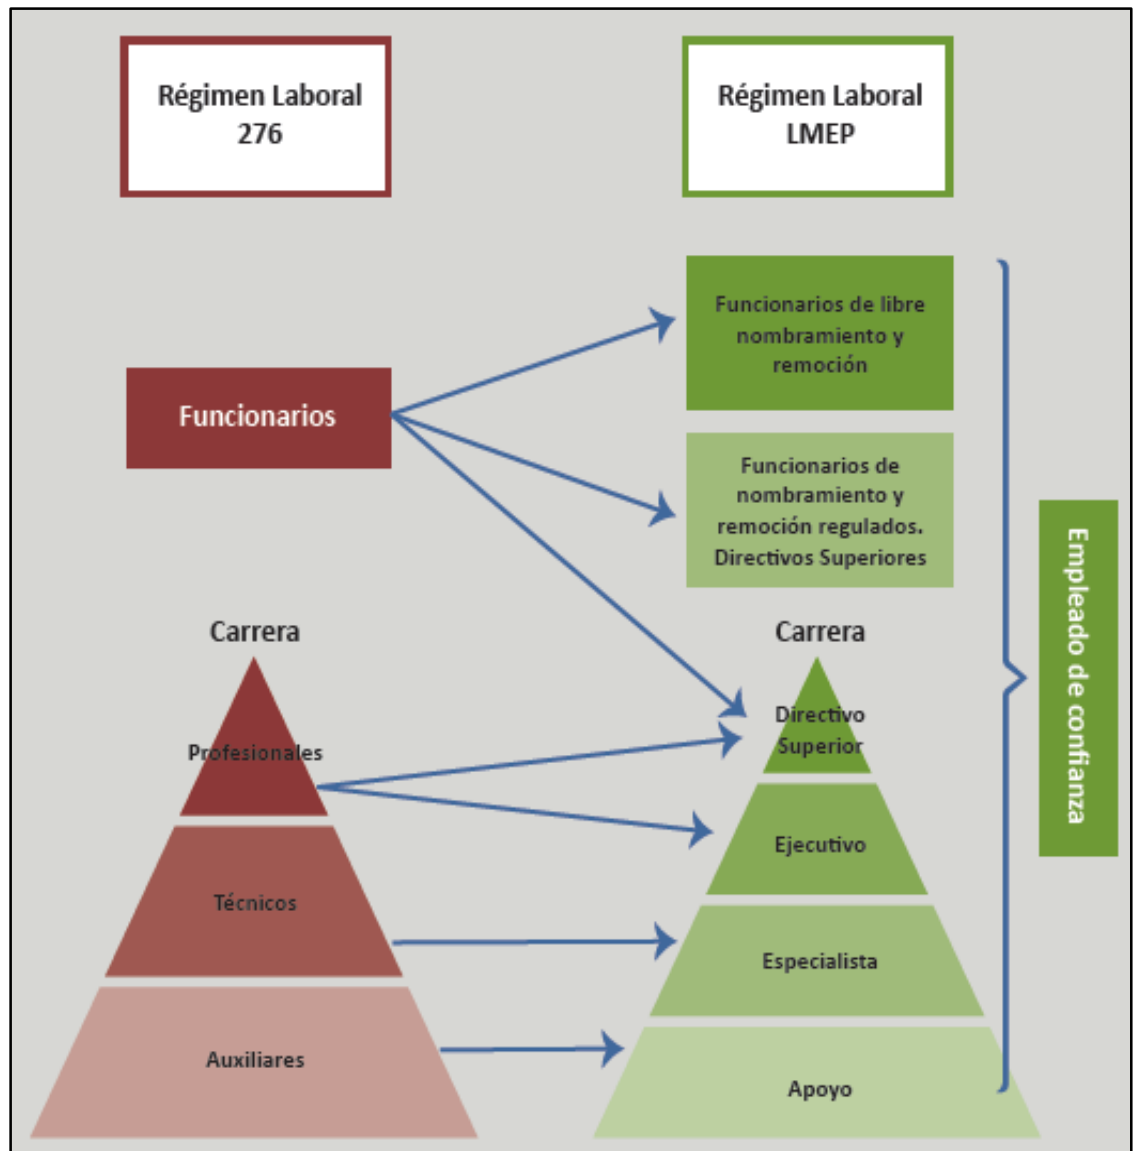 Régimen Laboral
276
Régimen Laboral
LMEP
Funcionarios
Funcionarios de libre
nombramiento y
remoción
Funcionarios de
nombramiento y
remoción regulados.
Directivos Superiores
Empleado de confianza
Carrera
Profesionales
Técnicos
Auxiliares
Carrera
Directivo
Superior
Ejecutivo
Especialista
Apoyo